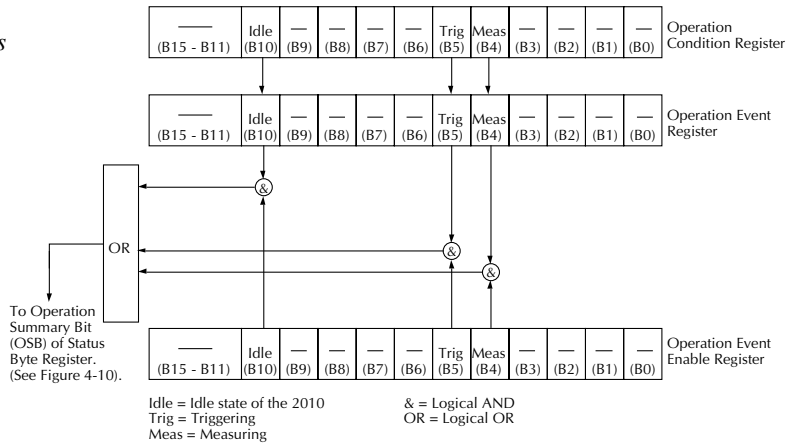 s
Idle Trig Meas
(B15 - B11) (B10) (B9) (B8) (B7) (B6) (B5) (B4) (B3) (B2) (B1) (B0)
Operation
Condition Register
Idle Trig Meas
(B15 - B11) (B10) (B9) (B8) (B7) (B6) (B5) (B4) (B3) (B2) (B1) (B0)
Operation Event
Register
&
OR
&
&
To Operation
Summary Bit
(OSB) of Status
Byte Register.
(See Figure 4-10).
Idle Trig Meas
(B15 - B11) (B10) (B9) (B8) (B7) (B6) (B5) (B4) (B3) (B2) (B1) (B0)
Operation Event
Enable Register
Idle = Idle state of the 2010
Trig = Triggering
Meas = Measuring
& = Logical AND
OR = Logical OR